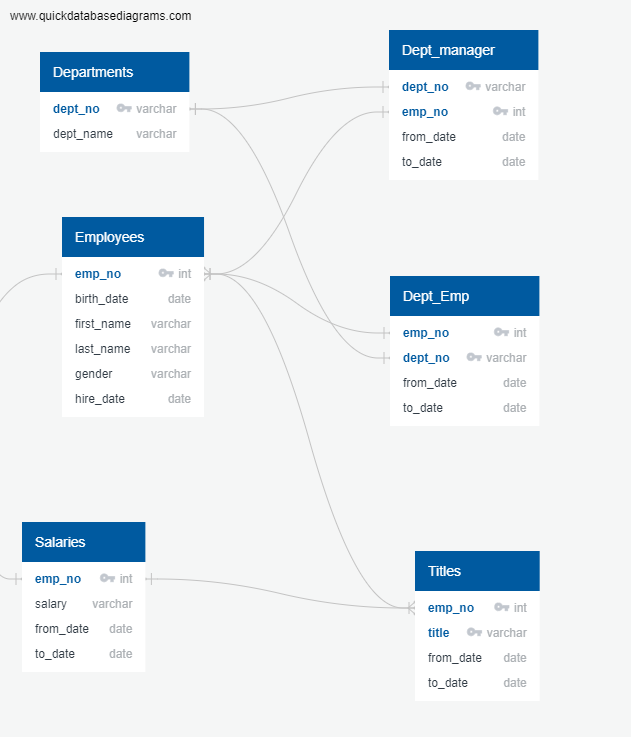 www.quickdatabasediagrams.com
Departments
dept_no varchar
dept_name varchar
Dept_manager
dept_no varchar
emp_no int
from_date date
to_date date
Employees
emp_no int
birth_date date
first_name varchar
last_name varchar
gender varchar
hire_date date
Dept_Emp
emp_no int
dept_no varchar
from_date date
to_date date
Salaries
emp_no int
salary varchar
from_date date
to_date date
Titles
emp_no int
title varchar
from_date date
to_date date